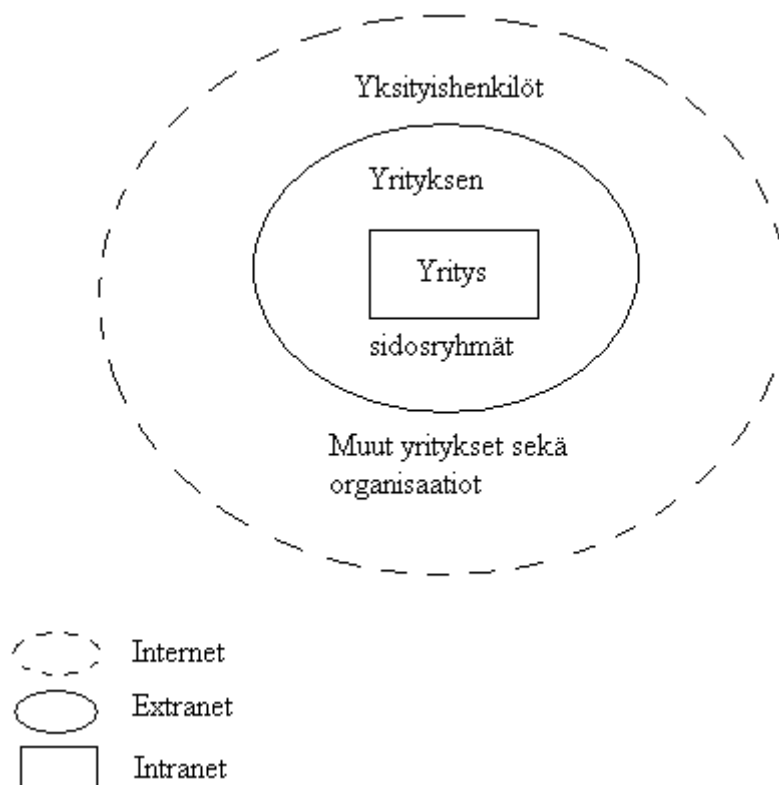 Yksityishenkilöt
Yrityksen
Yritys
sidosryhmät
Muut yritykset sekä
organisaatiot
Internet
Extranet
Intranet